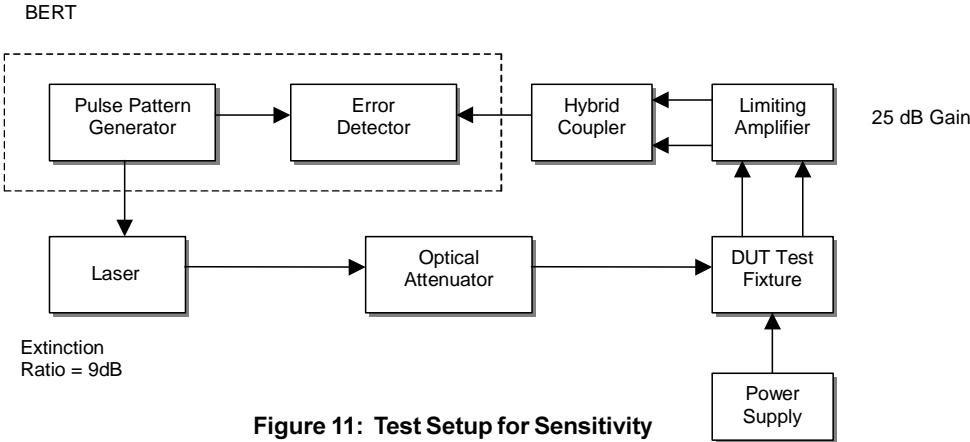 BERT
Pulse Pattern
Generator
Error
Detector
Hybrid
Coupler
Limiting
Amplifier
25 dB Gain
Laser
Optical
Attenuator
DUT Test
Fixture
Extinction
Ratio = 9dB
Power
Supply
Figure 11: Test Setup for Sensitivity